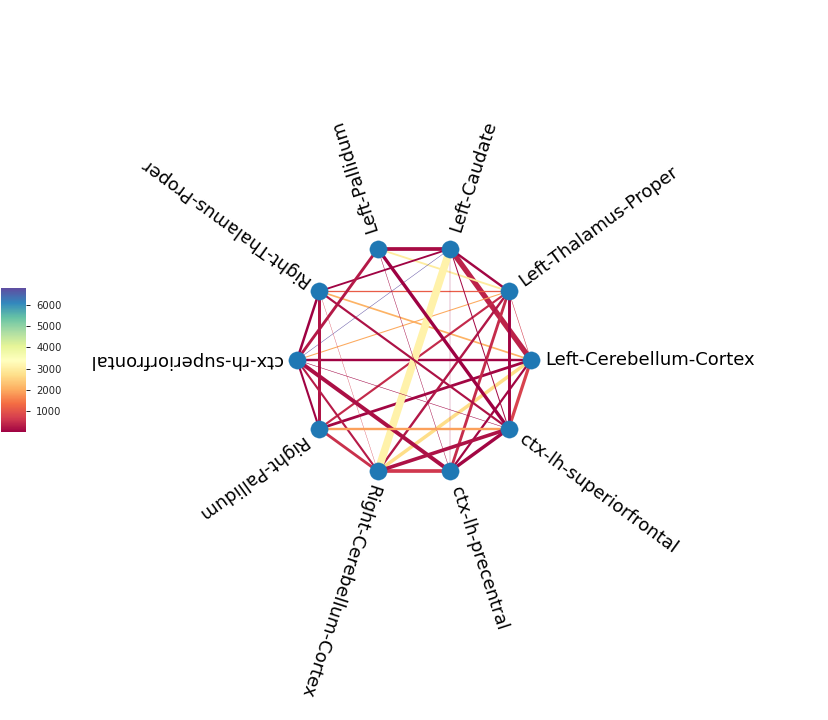 Left-Pallidum
Left-Caudate
Right-Thalamus-Proper
Left-Thalamus-Proper
ctx-rh-superiorfrontal
Left-Cerebellum-Cortex
Right-Pallidum
ctx-lh-superiorfrontal
Right-Cerebellum-Cortex
ctx-lh-precentral
6000
5000
4000
3000
2000
1000